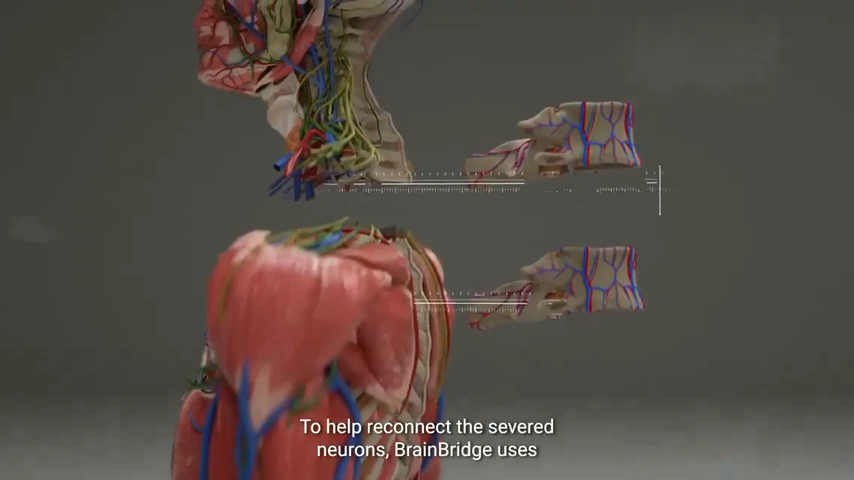 To help reconnect the severed
neurons, BrainBridge uses